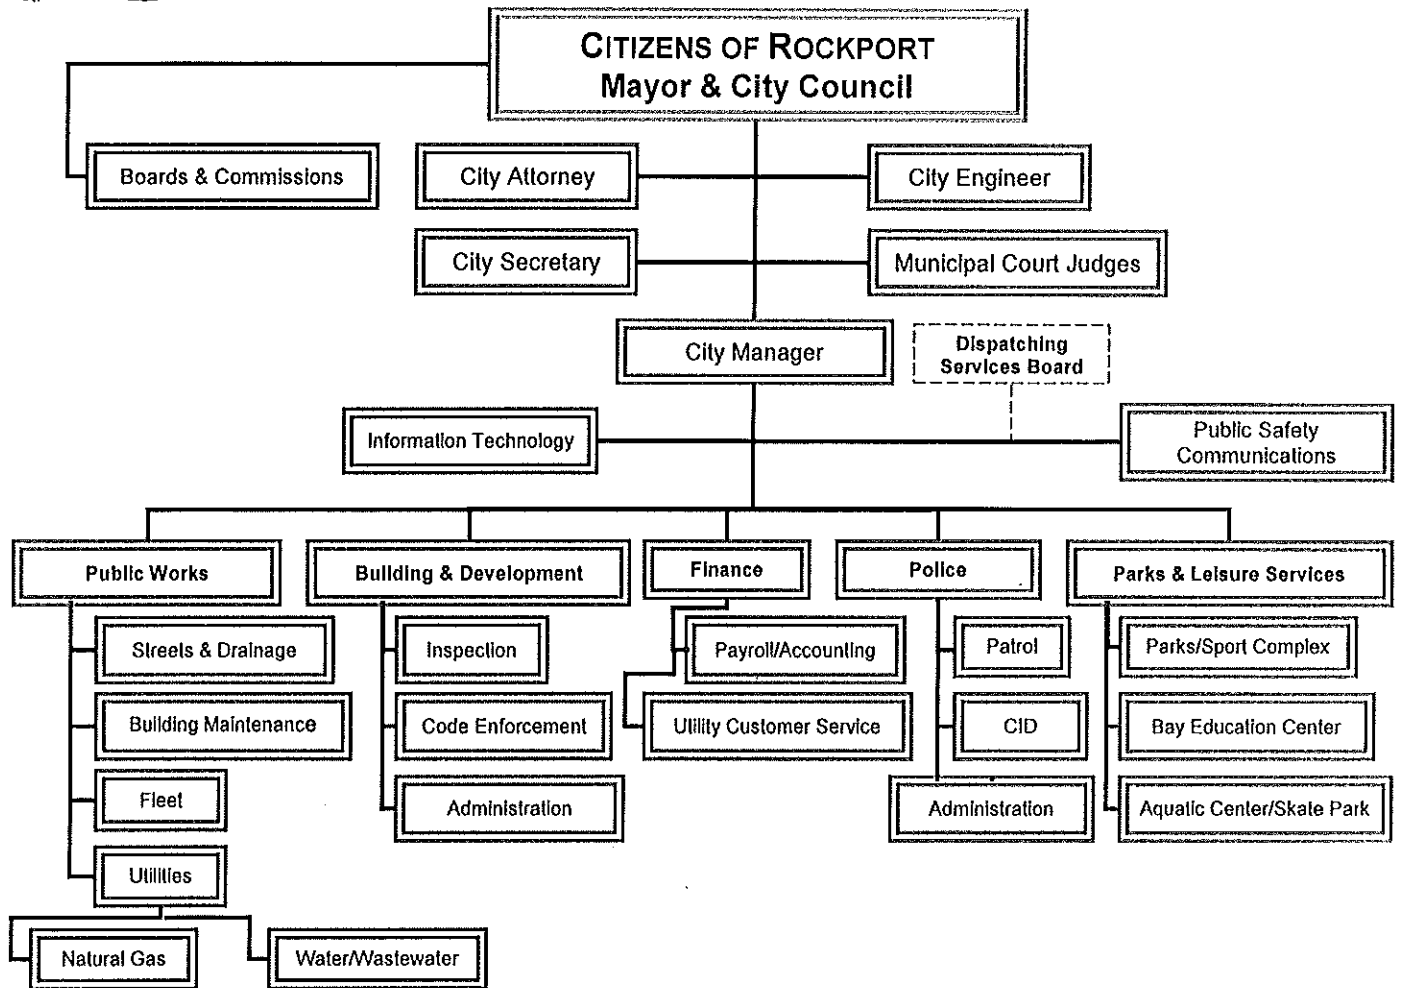 CITIZENS OF ROCKPORT
Mayor & City Council
Boards & Commissions
City Attorney
City Engineer
City Secretary
Municipal Court Judges
City Manager
Dispatching
Services Board
Information Technology
Public Safety
Communications
Public Works
Building & Development
Finance
Police
Parks & Leisure Services
Streets & Drainage
Inspection
Payroll/Accounting
Patrol
Parks/Sport Complex
Building Maintenance
Code Enforcement
Utility Customer Service
CID
Bay Education Center
Fleet
Administration
Administration
Aquatic Center/Skate Park
Utilities
Natural Gas
Water/Wastewater